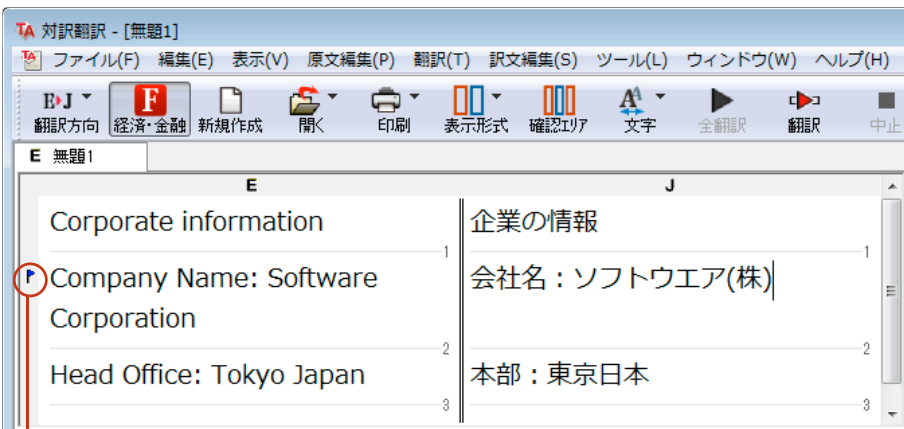 TA 対訳翻訳 - [無題1]
ファイル(F) 編集(E) 表示(V) 原文編集(P) 翻訳(T) 訳文編集(S) ツール(L) ウィンドウ(W) ヘルプ(H)
E J F A A
翻訳方向 経済・金融 新規作成 開く 印刷 表示形式 確認エリア 文字 全翻訳 翻訳 中止
E 無題1
E J
Corporate information 企業の情報
1 1
Company Name: Software 会社名：ソフトウエア(株)
Corporation
2 2
Head Office: Tokyo Japan 本部：東京日本
3 3